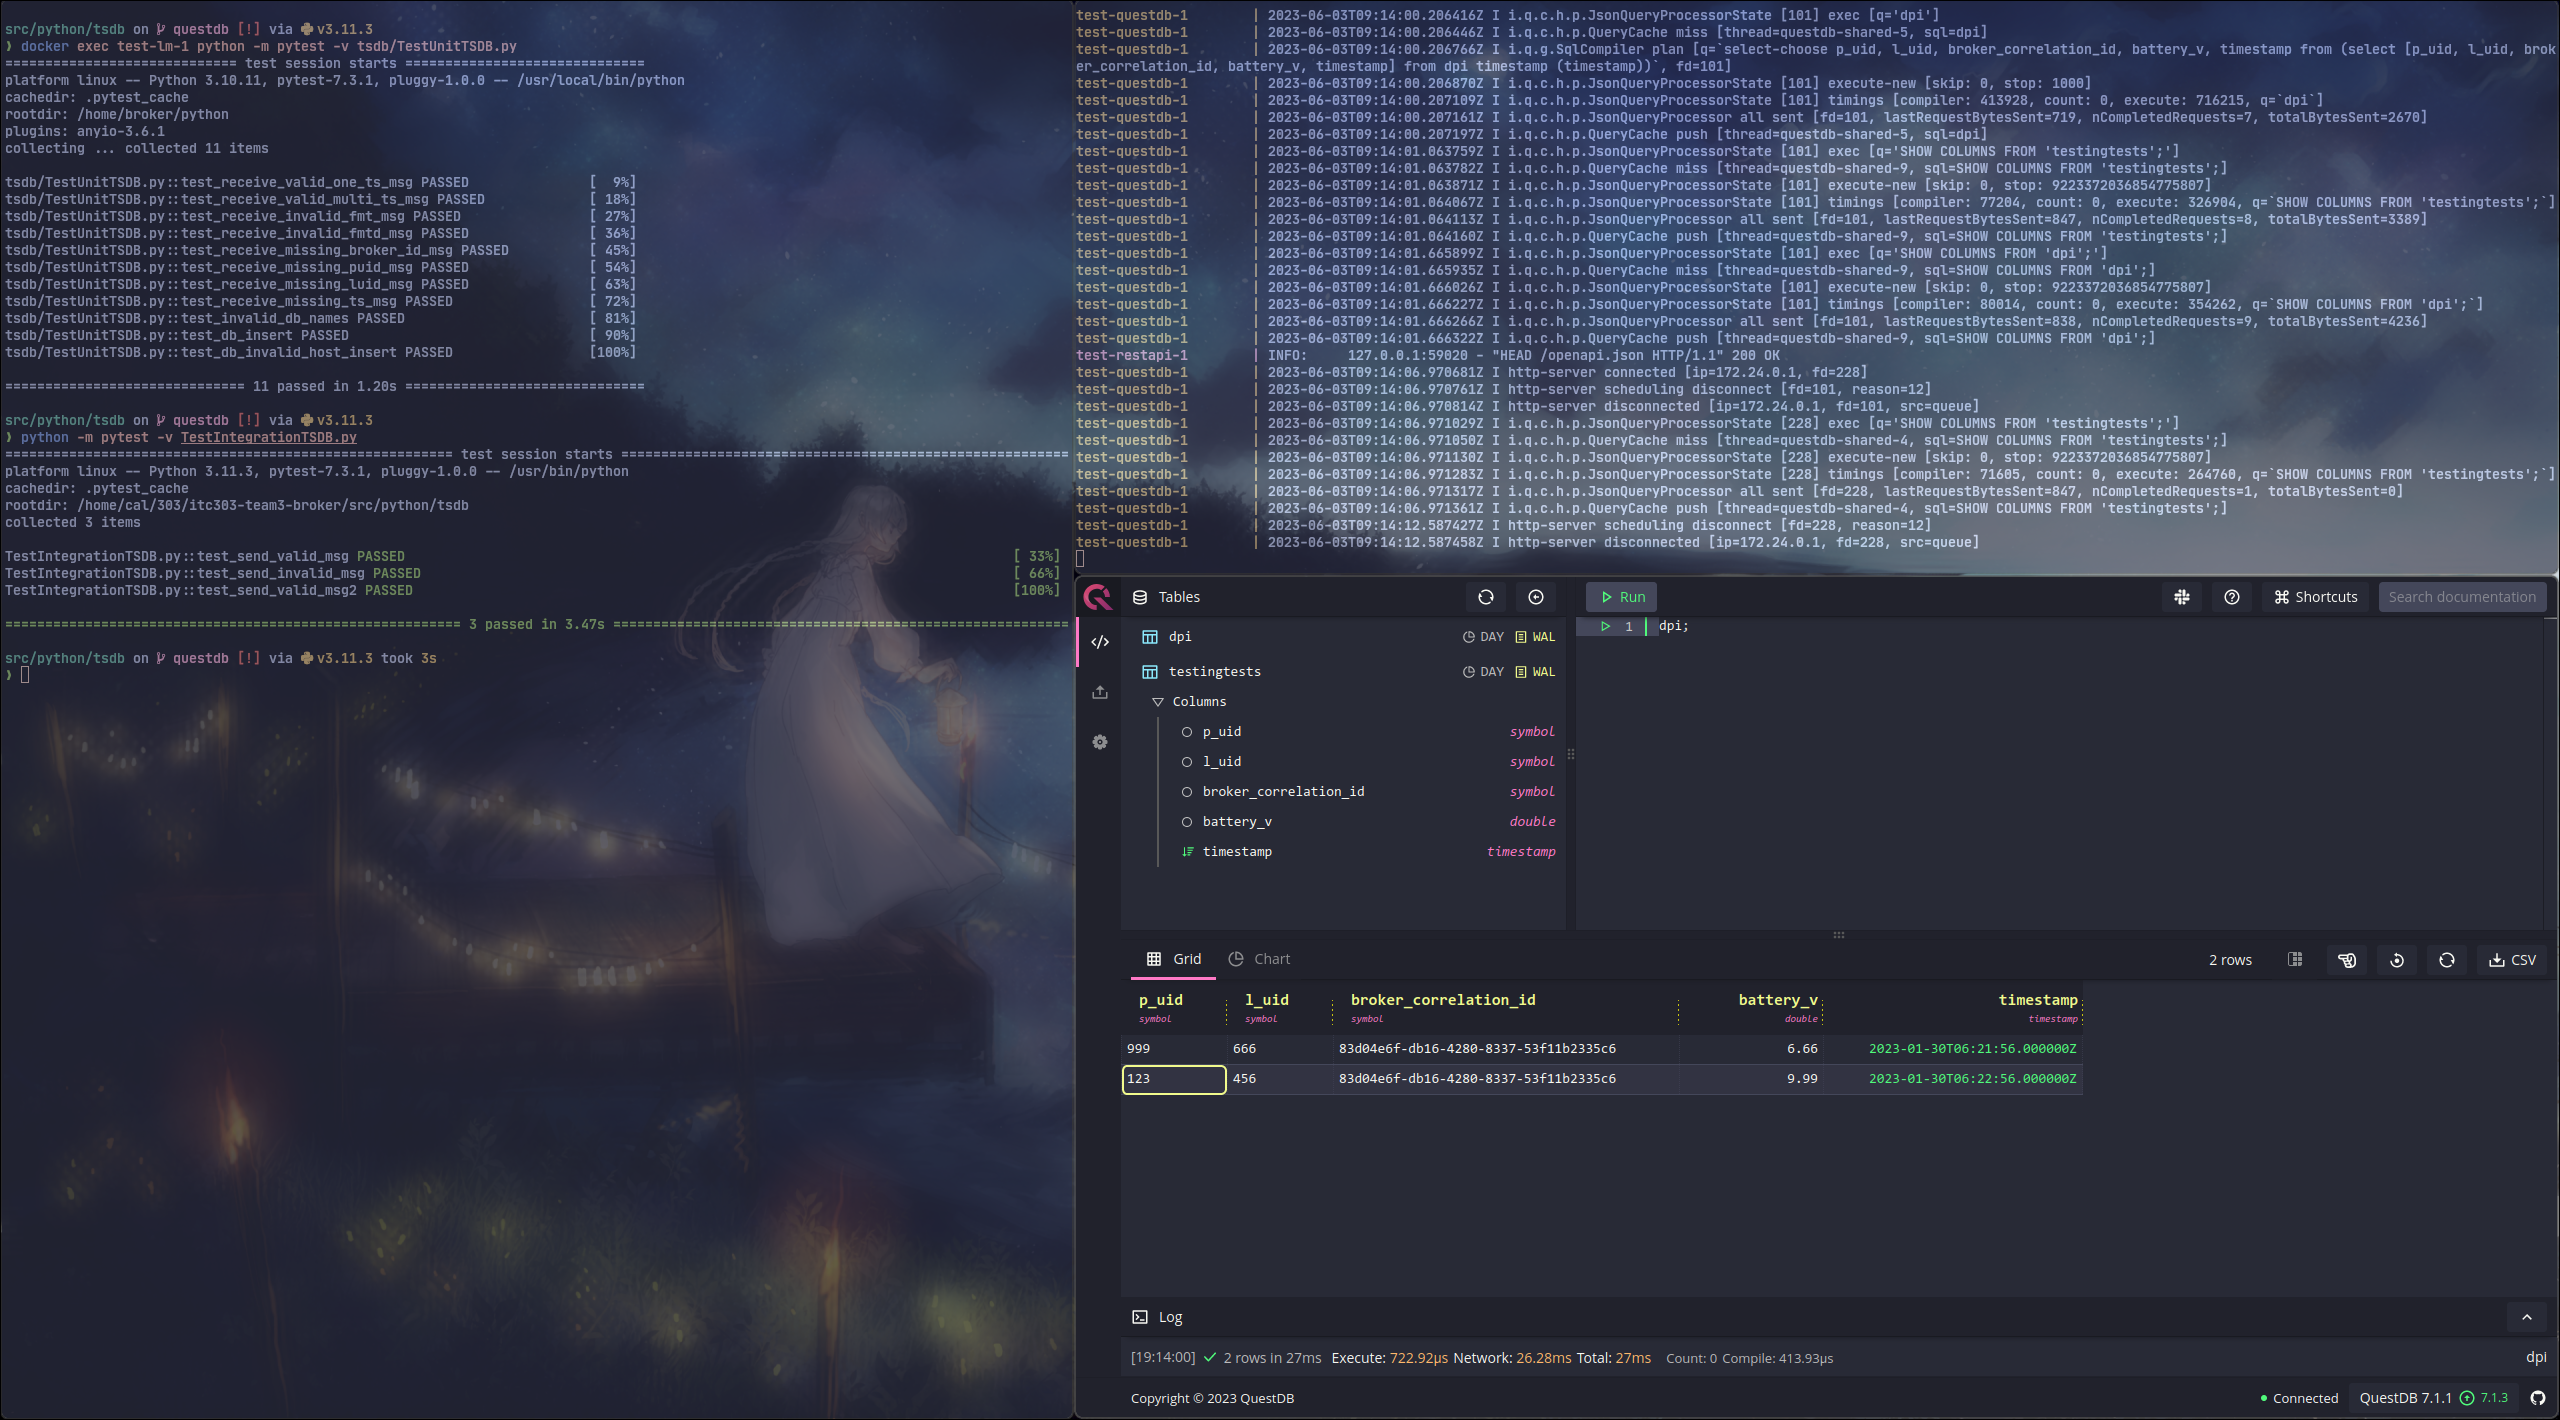 src/python/tsdb on questdb [!] via v3.11.3
❯ docker exec test-lm-1 python -m pytest -v tsdb/TestUnitTSDB.py
============================= test session starts ==============================
platform linux -- Python 3.10.11, pytest-7.3.1, pluggy-1.0.0 -- /usr/local/bin/python
cachedir: .pytest_cache
rootdir: /home/broker/python
plugins: anyio-3.6.1
collecting ... collected 11 items
tsdb/TestUnitTSDB.py::test_receive_valid_one_ts_msg PASSED [  9%]
tsdb/TestUnitTSDB.py::test_receive_valid_multi_ts_msg PASSED [ 18%]
tsdb/TestUnitTSDB.py::test_receive_invalid_fmt_msg PASSED [ 27%]
tsdb/TestUnitTSDB.py::test_receive_invalid_fmtd_msg PASSED [ 36%]
tsdb/TestUnitTSDB.py::test_receive_missing_broker_id_msg PASSED [ 45%]
tsdb/TestUnitTSDB.py::test_receive_missing_puid_msg PASSED [ 54%]
tsdb/TestUnitTSDB.py::test_receive_missing_luid_msg PASSED [ 63%]
tsdb/TestUnitTSDB.py::test_receive_missing_ts_msg PASSED [ 72%]
tsdb/TestUnitTSDB.py::test_invalid_db_names PASSED [ 81%]
tsdb/TestUnitTSDB.py::test_db_insert PASSED [ 90%]
tsdb/TestUnitTSDB.py::test_db_invalid_host_insert PASSED [100%]
============================== 11 passed in 1.20s ==============================
src/python/tsdb on questdb [!] via v3.11.3
❯ python -m pytest -v TestIntegrationTSDB.py
======================================================== test session starts ========================================================
platform linux -- Python 3.11.3, pytest-7.3.1, pluggy-1.0.0 -- /usr/bin/python
cachedir: .pytest_cache
rootdir: /home/cal/303/itc303-team3-broker/src/python/tsdb
collected 3 items
TestIntegrationTSDB.py::test_send_valid_msg PASSED [ 33%]
TestIntegrationTSDB.py::test_send_invalid_msg PASSED [ 66%]
TestIntegrationTSDB.py::test_send_valid_msg2 PASSED [100%]
========================================================= 3 passed in 3.47s =========================================================
src/python/tsdb on questdb [!] via v3.11.3 took 3s
❯
test-questdb-1 | 2023-06-03T09:14:00.206416Z I i.q.c.h.p.JsonQueryProcessorState [101] exec [q='dpi']
test-questdb-1 | 2023-06-03T09:14:00.206446Z I i.q.c.h.p.QueryCache miss [thread=questdb-shared-5, sql=dpi]
test-questdb-1 | 2023-06-03T09:14:00.206766Z I i.q.g.SqlCompiler plan [q=`select-choose p_uid, l_uid, broker_correlation_id, battery_v, timestamp from (select [p_uid, l_uid, brok
er_correlation_id, battery_v, timestamp] from dpi timestamp (timestamp))`, fd=101]
test-questdb-1 | 2023-06-03T09:14:00.206870Z I i.q.c.h.p.JsonQueryProcessorState [101] execute-new [skip: 0, stop: 1000]
test-questdb-1 | 2023-06-03T09:14:00.207109Z I i.q.c.h.p.JsonQueryProcessorState [101] timings [compiler: 413928, count: 0, execute: 716215, q=`dpi`]
test-questdb-1 | 2023-06-03T09:14:00.207161Z I i.q.c.h.p.JsonQueryProcessor all sent [fd=101, lastRequestBytesSent=719, nCompletedRequests=7, totalBytesSent=2670]
test-questdb-1 | 2023-06-03T09:14:00.207197Z I i.q.c.h.p.QueryCache push [thread=questdb-shared-5, sql=dpi]
test-questdb-1 | 2023-06-03T09:14:01.063759Z I i.q.c.h.p.JsonQueryProcessorState [101] exec [q='SHOW COLUMNS FROM 'testingtests';']
test-questdb-1 | 2023-06-03T09:14:01.063782Z I i.q.c.h.p.QueryCache miss [thread=questdb-shared-9, sql=SHOW COLUMNS FROM 'testingtests';]
test-questdb-1 | 2023-06-03T09:14:01.063871Z I i.q.c.h.p.JsonQueryProcessorState [101] execute-new [skip: 0, stop: 9223372036854775807]
test-questdb-1 | 2023-06-03T09:14:01.064067Z I i.q.c.h.p.JsonQueryProcessorState [101] timings [compiler: 77204, count: 0, execute: 326904, q=`SHOW COLUMNS FROM 'testingtests';`]
test-questdb-1 | 2023-06-03T09:14:01.064113Z I i.q.c.h.p.JsonQueryProcessor all sent [fd=101, lastRequestBytesSent=847, nCompletedRequests=8, totalBytesSent=3389]
test-questdb-1 | 2023-06-03T09:14:01.064160Z I i.q.c.h.p.QueryCache push [thread=questdb-shared-9, sql=SHOW COLUMNS FROM 'testingtests';]
test-questdb-1 | 2023-06-03T09:14:01.665899Z I i.q.c.h.p.JsonQueryProcessorState [101] exec [q='SHOW COLUMNS FROM 'dpi';']
test-questdb-1 | 2023-06-03T09:14:01.665935Z I i.q.c.h.p.QueryCache miss [thread=questdb-shared-9, sql=SHOW COLUMNS FROM 'dpi';]
test-questdb-1 | 2023-06-03T09:14:01.666026Z I i.q.c.h.p.JsonQueryProcessorState [101] execute-new [skip: 0, stop: 9223372036854775807]
test-questdb-1 | 2023-06-03T09:14:01.666227Z I i.q.c.h.p.JsonQueryProcessorState [101] timings [compiler: 80014, count: 0, execute: 354262, q=`SHOW COLUMNS FROM 'dpi';`]
test-questdb-1 | 2023-06-03T09:14:01.666266Z I i.q.c.h.p.JsonQueryProcessor all sent [fd=101, lastRequestBytesSent=838, nCompletedRequests=9, totalBytesSent=4236]
test-questdb-1 | 2023-06-03T09:14:01.666322Z I i.q.c.h.p.QueryCache push [thread=questdb-shared-9, sql=SHOW COLUMNS FROM 'dpi';]
test-restapi-1 | INFO: 127.0.0.1:59020 - "HEAD /openapi.json HTTP/1.1" 200 OK
test-questdb-1 | 2023-06-03T09:14:06.970681Z I http-server connected [ip=172.24.0.1, fd=228]
test-questdb-1 | 2023-06-03T09:14:06.970761Z I http-server scheduling disconnect [fd=101, reason=12]
test-questdb-1 | 2023-06-03T09:14:06.970814Z I http-server disconnected [ip=172.24.0.1, fd=101, src=queue]
test-questdb-1 | 2023-06-03T09:14:06.971029Z I i.q.c.h.p.JsonQueryProcessorState [228] exec [q='SHOW COLUMNS FROM 'testingtests';']
test-questdb-1 | 2023-06-03T09:14:06.971050Z I i.q.c.h.p.QueryCache miss [thread=questdb-shared-4, sql=SHOW COLUMNS FROM 'testingtests';]
test-questdb-1 | 2023-06-03T09:14:06.971130Z I i.q.c.h.p.JsonQueryProcessorState [228] execute-new [skip: 0, stop: 9223372036854775807]
test-questdb-1 | 2023-06-03T09:14:06.971283Z I i.q.c.h.p.JsonQueryProcessorState [228] timings [compiler: 71605, count: 0, execute: 264760, q=`SHOW COLUMNS FROM 'testingtests';`]
test-questdb-1 | 2023-06-03T09:14:06.971317Z I i.q.c.h.p.JsonQueryProcessor all sent [fd=228, lastRequestBytesSent=847, nCompletedRequests=1, totalBytesSent=0]
test-questdb-1 | 2023-06-03T09:14:06.971361Z I i.q.c.h.p.QueryCache push [thread=questdb-shared-4, sql=SHOW COLUMNS FROM 'testingtests';]
test-questdb-1 | 2023-06-03T09:14:12.587427Z I http-server scheduling disconnect [fd=228, reason=12]
test-questdb-1 | 2023-06-03T09:14:12.587458Z I http-server disconnected [ip=172.24.0.1, fd=228, src=queue]
Tables
Run
Shortcuts
Search documentation
dpi DAY WAL
1 dpi;
testingtests DAY WAL
Columns
p_uid symbol
l_uid symbol
broker_correlation_id symbol
battery_v double
timestamp timestamp
Grid Chart 2 rows CSV
p_uid l_uid broker_correlation_id battery_v timestamp
symbol symbol symbol double timestamp
999 666 83d04e6f-db16-4280-8337-53f11b2335c6 6.66 2023-01-30T06:21:56.000000Z
123 456 83d04e6f-db16-4280-8337-53f11b2335c6 9.99 2023-01-30T06:22:56.000000Z
Log
[19:14:00] 2 rows in 27ms Execute: 722.92µs Network: 26.28ms Total: 27ms Count: 0 Compile: 413.93µs dpi
Copyright © 2023 QuestDB Connected QuestDB 7.1.1 7.1.3